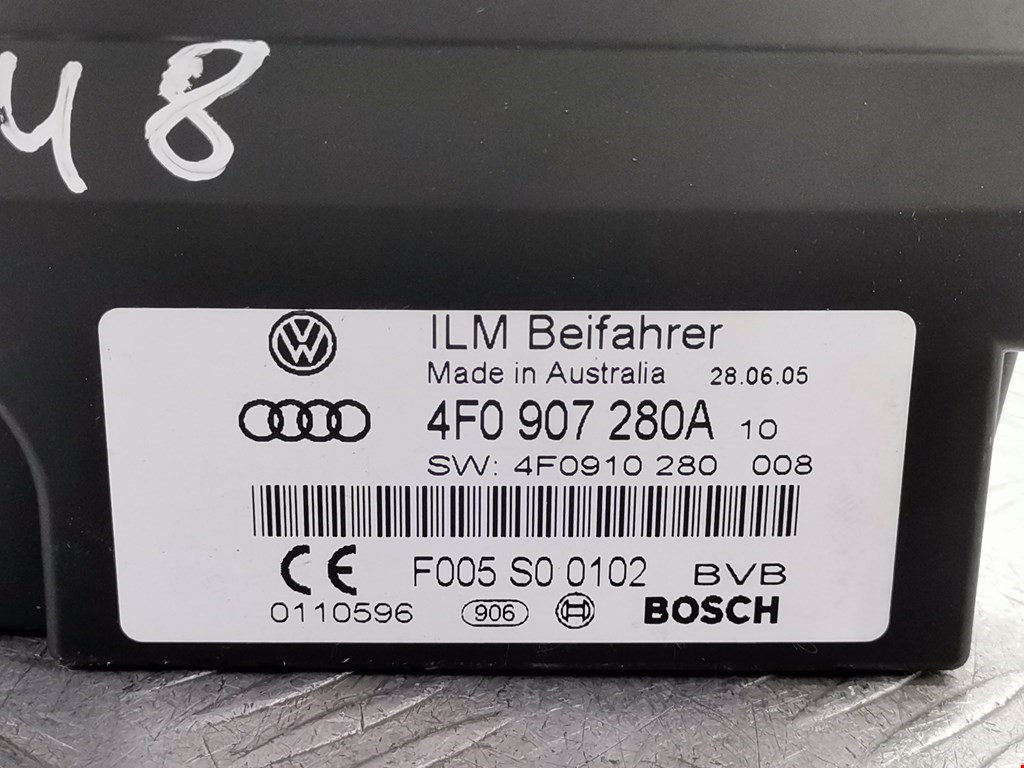 48
ILM Beifahrer
Made in Australia 28.06.05
4F0 907 280A 10
SW: 4F0910 280 008
CE F005 S0 0102 BVB
0110596 906 BOSCH